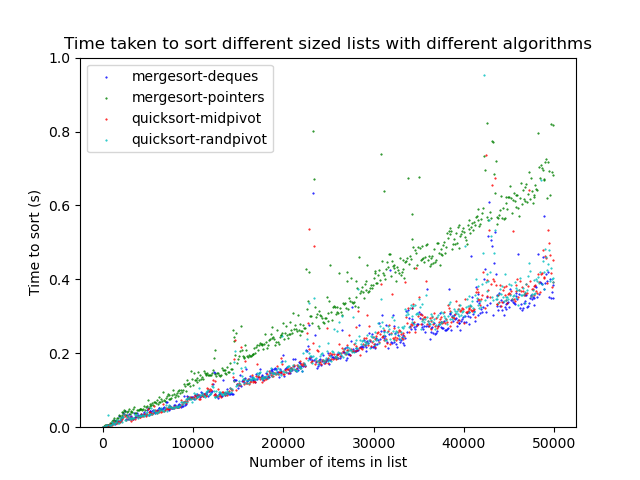 Time taken to sort different sized lists with different algorithms
1.0
0.8
0.6
0.4
0.2
0.0
Time to sort (s)
mergesort-deques
mergesort-pointers
quicksort-midpivot
quicksort-randpivot
0 10000 20000 30000 40000 50000
Number of items in list